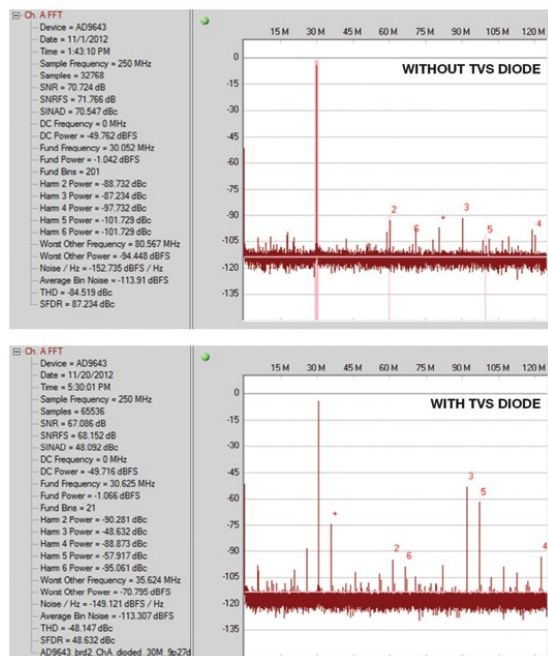 Ch. A FFT
Device = AD9643
Date = 11/1/2012
Time = 1:43:10 PM
Sample Frequency = 250 MHz
Samples = 32768
SNR = 70.724 dB
SNRFS = 71.766 dB
SINAD = 70.547 dBc
DC Frequency = 0 MHz
DC Power = -49.762 dBFS
Fund Frequency = 30.052 MHz
Fund Power = -1.042 dBFS
Fund Bins = 201
Harm 2 Power = -88.732 dBc
Harm 3 Power = -87.234 dBc
Harm 4 Power = -97.732 dBc
Harm 5 Power = -101.729 dBc
Harm 6 Power = -101.729 dBc
Worst Other Frequency = 80.567 MHz
Worst Other Power = -94.448 dBFS
Noise / Hz = -152.735 dBFS / Hz
Average Bin Noise = -113.91 dBFS
THD = -84.519 dBc
SFDR = 87.234 dBc
15 M 30 M 45 M 60 M 75 M 90 M 105 M 120 M
WITHOUT TVS DIODE
0
-15
-30
-45
-60
-75
-90
-105
-120
-135
2 6 + 3 5 4
Ch. A FFT
Device = AD9643
Date = 11/20/2012
Time = 5:30:01 PM
Sample Frequency = 250 MHz
Samples = 65536
SNR = 67.086 dB
SNRFS = 68.152 dB
SINAD = 48.092 dBc
DC Frequency = 0 MHz
DC Power = -49.716 dBFS
Fund Frequency = 30.625 MHz
Fund Power = -1.066 dBFS
Fund Bins = 21
Harm 2 Power = -90.281 dBc
Harm 3 Power = -48.632 dBc
Harm 4 Power = -88.873 dBc
Harm 5 Power = -57.917 dBc
Harm 6 Power = -95.061 dBc
Worst Other Frequency = 35.624 MHz
Worst Other Power = -70.795 dBFS
Noise / Hz = -149.121 dBFS / Hz
Average Bin Noise = -113.307 dBFS
THD = -48.147 dBc
SFDR = 48.632 dBc
AD9643_brd2_ChA_dioded_30M_9p27d
15 M 30 M 45 M 60 M 75 M 90 M 105 M 120 M
WITH TVS DIODE
0
-15
-30
-45
-60
-75
-90
-105
-120
-135
+ 2 6 3 5 4